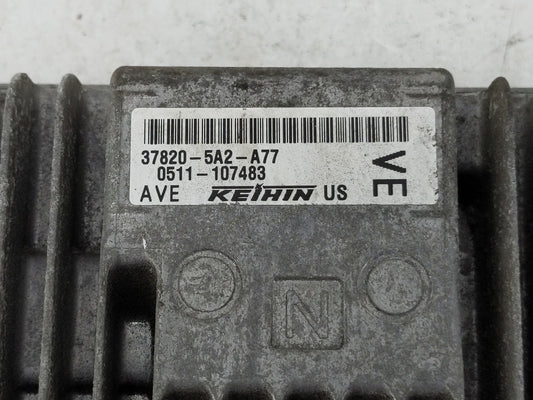 37820-5A2-A77
0511-107483
AVE KEIHIN US
VE
N